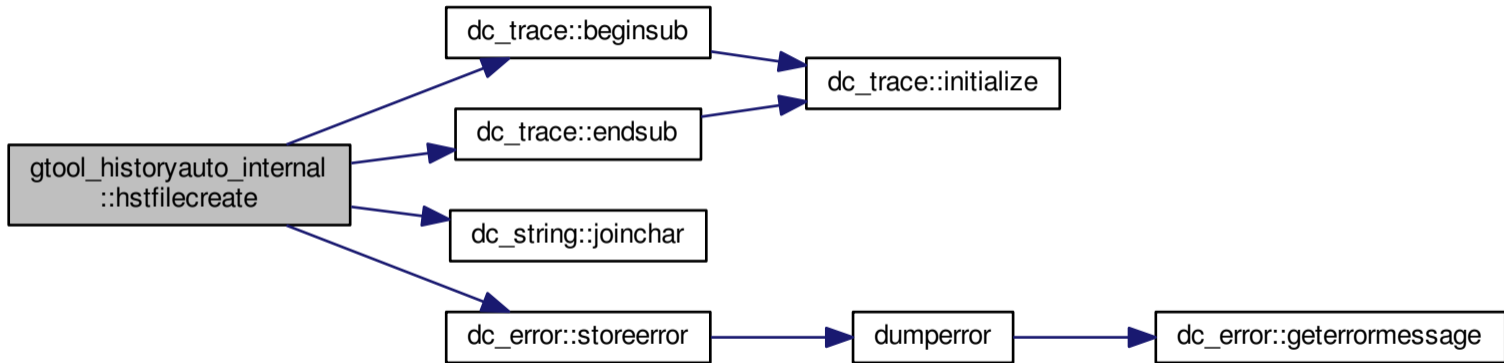 gtool_historyauto_internal
::hstfilecreate
dc_trace::beginsub
dc_trace::endsub
dc_string::joinchar
dc_error::storeerror
dc_trace::initialize
dumperror
dc_error::geterrormessage